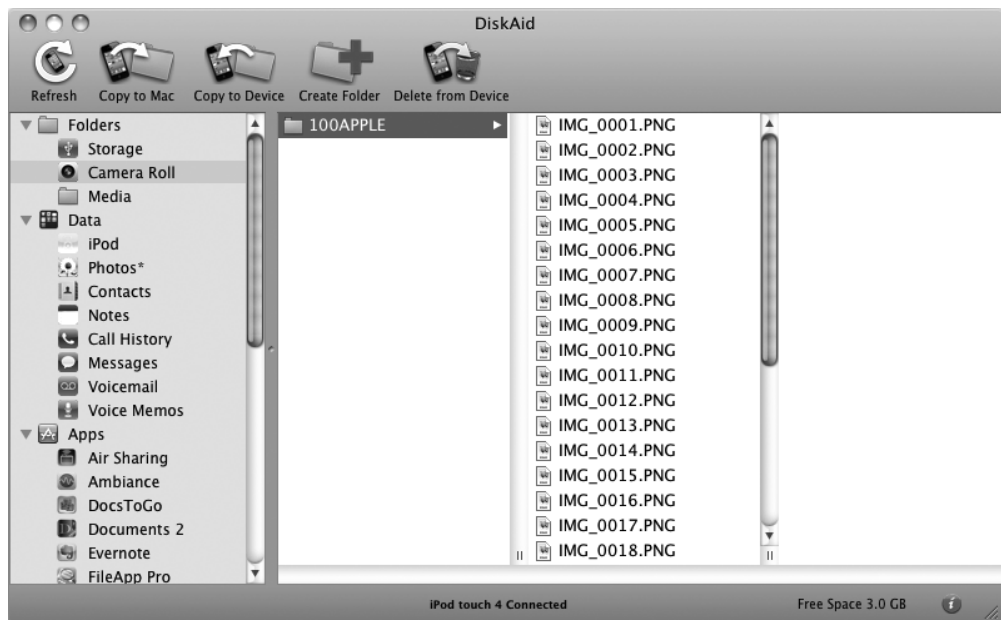 DiskAid
Refresh Copy to Mac Copy to Device Create Folder Delete from Device
Folders
Storage
Camera Roll
Media
Data
iPod
Photos*
Contacts
Notes
Call History
Messages
Voicemail
Voice Memos
Apps
Air Sharing
Ambiance
DocsToGo
Documents 2
Evernote
FileApp Pro
100APPLE
IMG_0001.PNG
IMG_0002.PNG
IMG_0003.PNG
IMG_0004.PNG
IMG_0005.PNG
IMG_0006.PNG
IMG_0007.PNG
IMG_0008.PNG
IMG_0009.PNG
IMG_0010.PNG
IMG_0011.PNG
IMG_0012.PNG
IMG_0013.PNG
IMG_0014.PNG
IMG_0015.PNG
IMG_0016.PNG
IMG_0017.PNG
IMG_0018.PNG
iPod touch 4 Connected
Free Space 3.0 GB